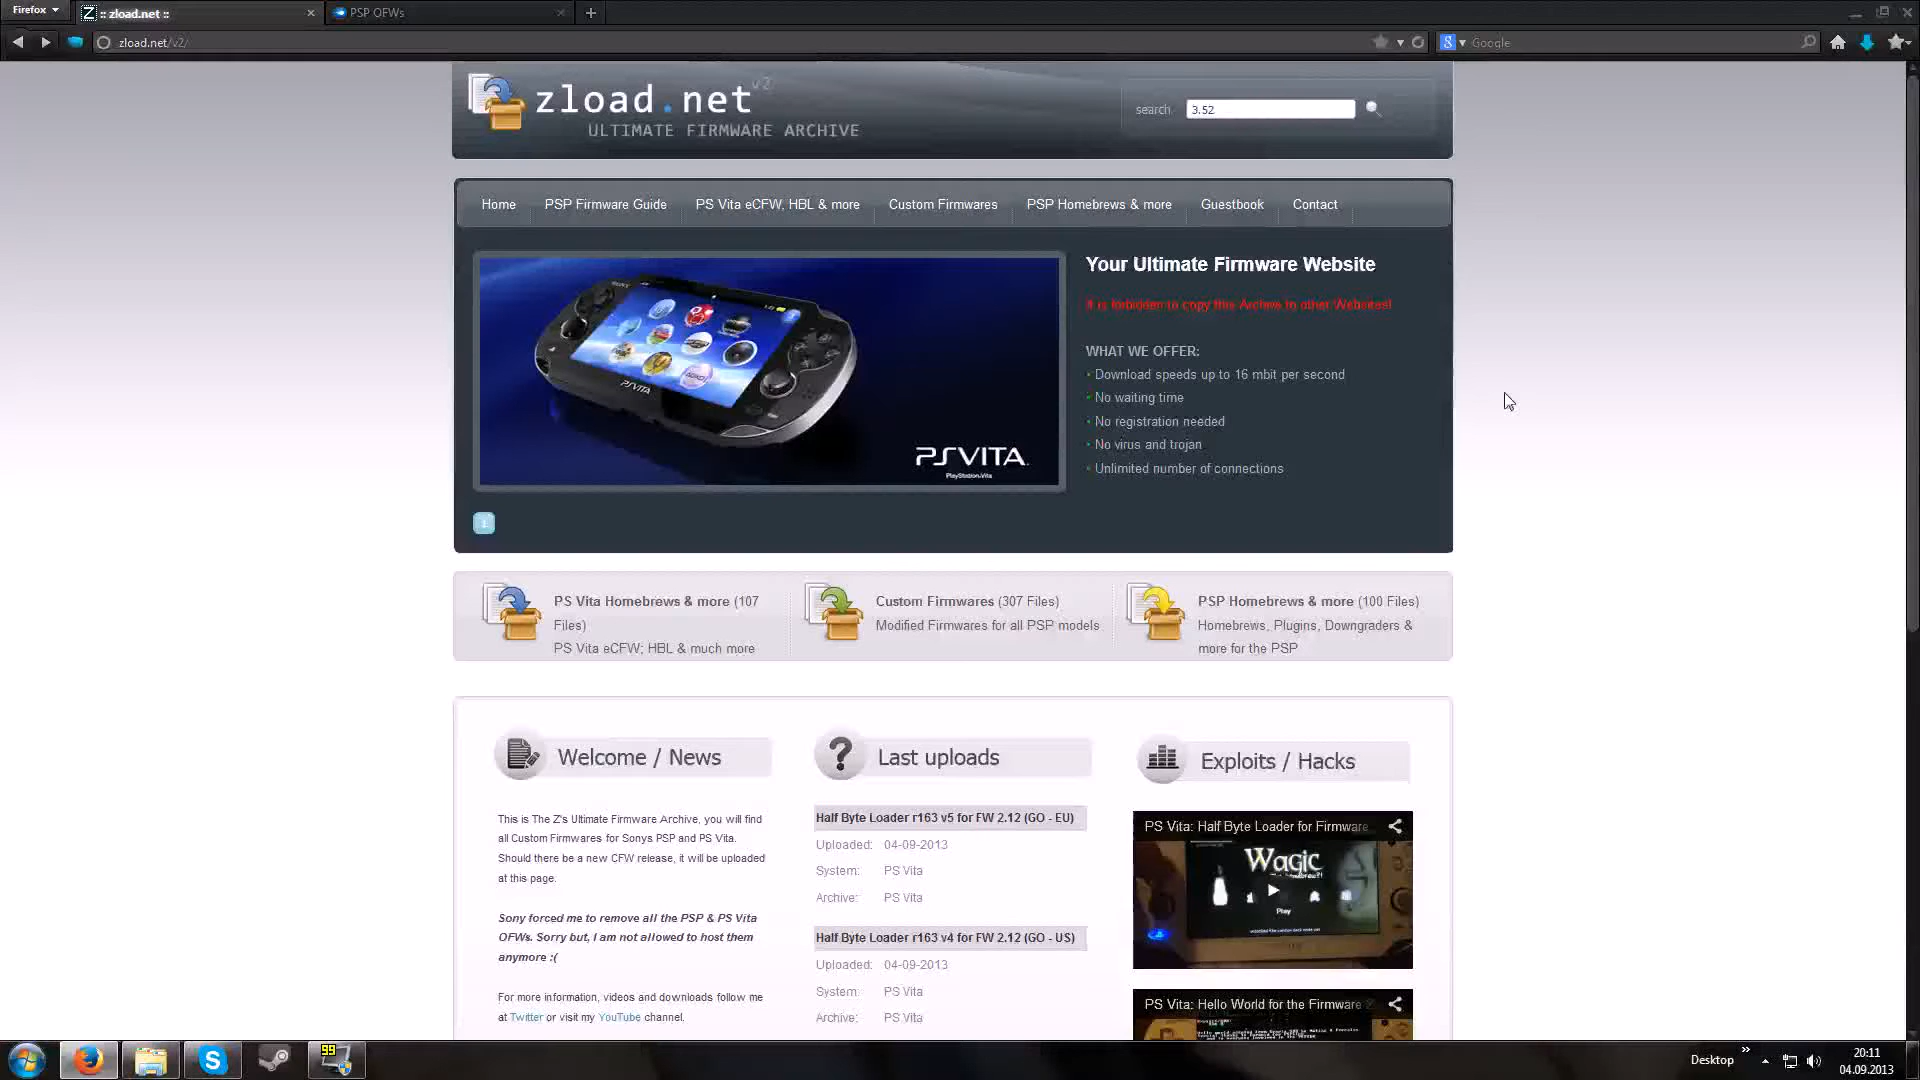 Firefox
:: zload.net ::
PSP OFWs
zload.net/v2/
Google
zload.net v2
ULTIMATE FIRMWARE ARCHIVE
search
3.52
Home
PSP Firmware Guide
PS Vita eCFW, HBL & more
Custom Firmwares
PSP Homebrews & more
Guestbook
Contact
PSVITA
PlayStation Vita
Your Ultimate Firmware Website
It is forbidden to copy this Archive to other Websites!
WHAT WE OFFER:
Download speeds up to 16 mbit per second
No waiting time
No registration needed
No virus and trojan
Unlimited number of connections
1
PS Vita Homebrews & more (107
Files)
PS Vita eCFW; HBL & much more
Custom Firmwares (307 Files)
Modified Firmwares for all PSP models
PSP Homebrews & more (100 Files)
Homebrews, Plugins, Downgraders &
more for the PSP
Welcome / News
This is The Z's Ultimate Firmware Archive, you will find
all Custom Firmwares for Sonys PSP and PS Vita.
Should there be a new CFW release, it will be uploaded
at this page.
Sony forced me to remove all the PSP & PS Vita
OFWs. Sorry but, I am not allowed to host them
anymore :(
For more information, videos and downloads follow me
at Twitter or visit my YouTube channel.
Last uploads
Half Byte Loader r163 v5 for FW 2.12 (GO - EU)
Uploaded: 04-09-2013
System: PS Vita
Archive: PS Vita
Half Byte Loader r163 v4 for FW 2.12 (GO - US)
Uploaded: 04-09-2013
System: PS Vita
Archive: PS Vita
Exploits / Hacks
PS Vita: Half Byte Loader for Firmware
Wagic
Play
PS Vita: Hello World for the Firmware
99
Desktop
20:11
04.09.2013